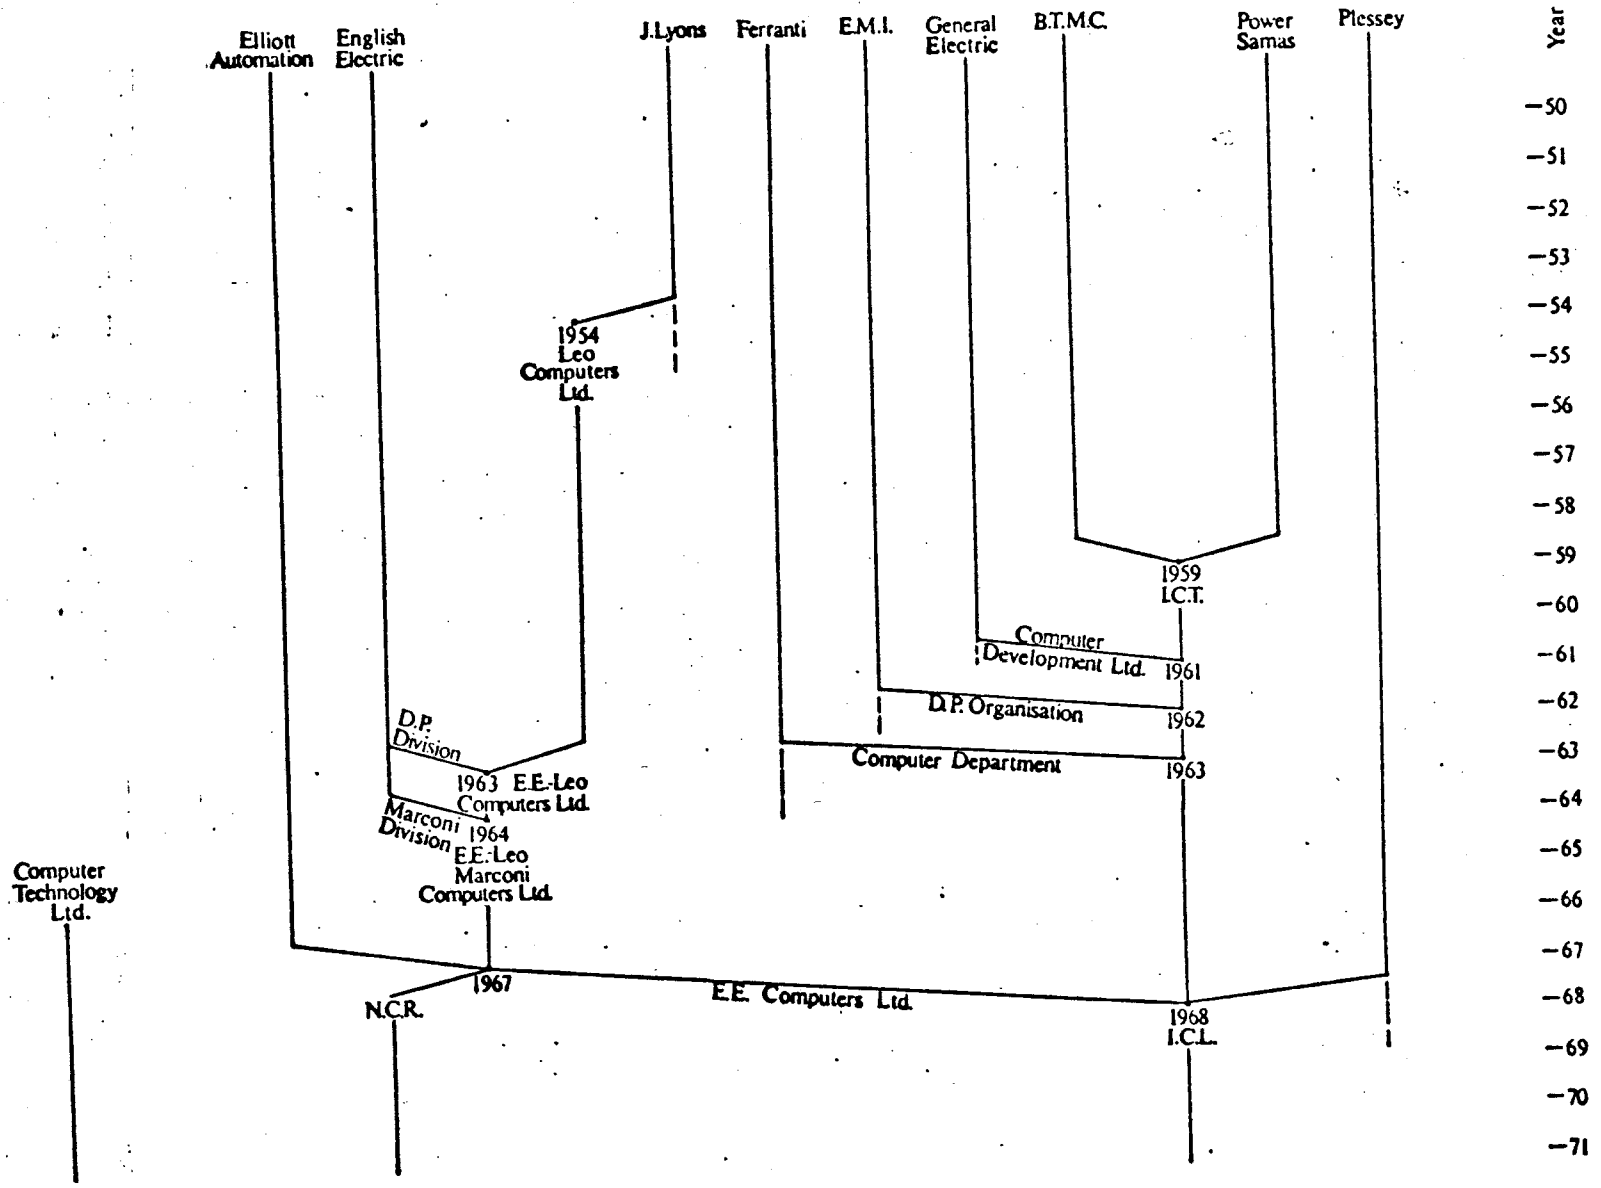 Elliott
Automation
English
Electric
J.Lyons
Ferranti
E.M.I.
General
Electric
B.T.M.C.
Power
Samas
Plessey
Year
-50
-51
-52
-53
-54
-55
-56
-57
-58
-59
-60
-61
-62
-63
-64
-65
-66
-67
-68
-69
-70
-71
1954
Leo
Computers
Ltd.
1959
I.C.T.
Computer
Development Ltd.
1961
D.P. Organisation
1962
Computer Department
1963
D.P.
Division
1963 E.E-Leo
Computers Ltd.
Marconi
Division
1964
E.E.-Leo
Marconi
Computers Ltd.
Computer
Technology
Ltd.
1967
N.C.R.
E.E. Computers Ltd.
1968
I.C.L.